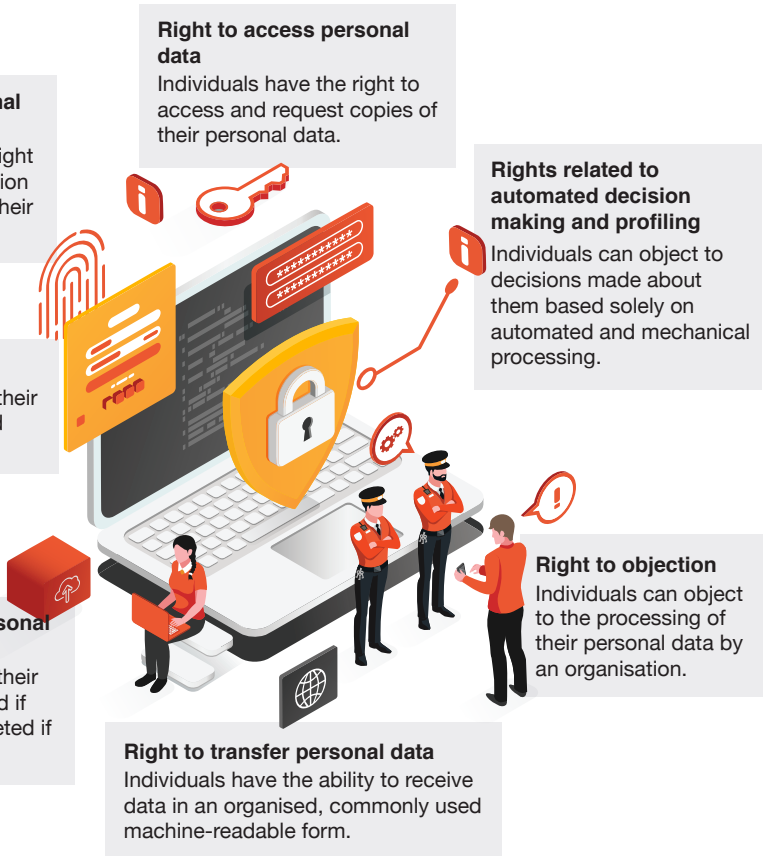 Right to access personal
data
Individuals have the right to
access and request copies of
their personal data.
Rights related to
automated decision
making and profiling
Individuals can object to
decisions made about
them based solely on
automated and mechanical
processing.
their
their
if
if
Right to objection
Individuals can object
to the processing of
their personal data by
an organisation.
Right to transfer personal data
Individuals have the ability to receive
data in an organised, commonly used
machine-readable form.